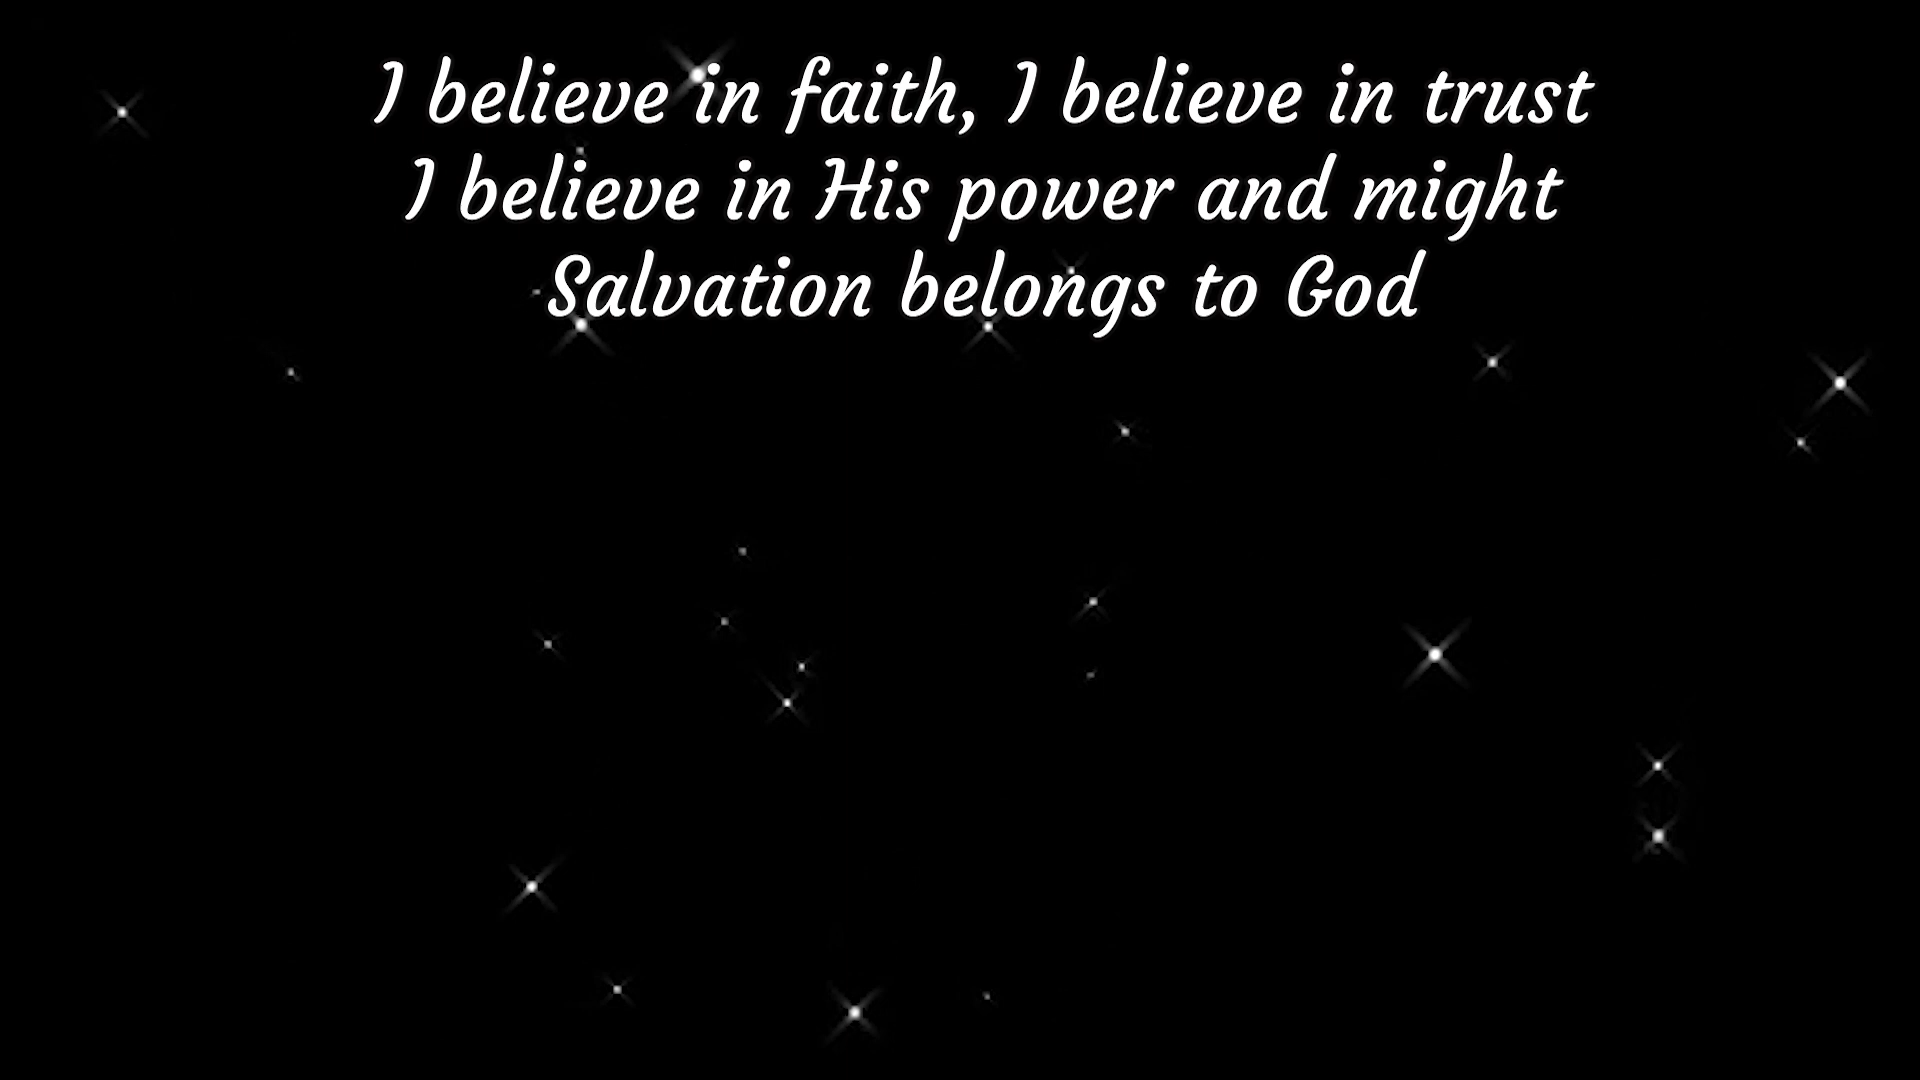 I believe in faith, I believe in trust
I believe in His power and might
Salvation belongs to God